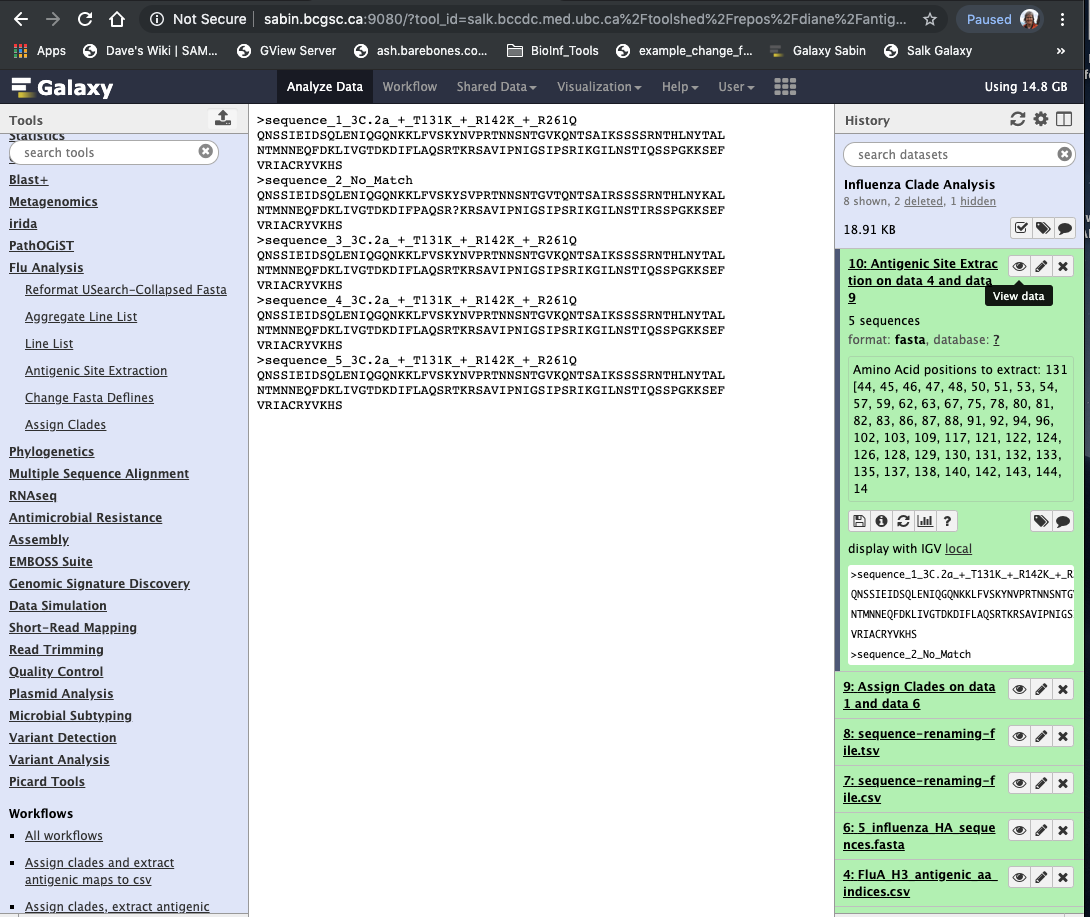 Not Secure | sabin.bcgsc.ca:9080/?tool_id=salk.bccdc.med.ubc.ca%2Ftoolshed%2Frepos%2Fdiane%2Fantig...
Paused
Apps
Dave's Wiki | SAM...
GView Server
ash.barebones.co...
BioInf_Tools
example_change_f...
Galaxy Sabin
Salk Galaxy
»
Galaxy
Analyze Data
Workflow
Shared Data
Visualization
Help
User
Using 14.8 GB
Tools
Statistics
search tools
Blast+
Metagenomics
irida
PathOGiST
Flu Analysis
Reformat USearch-Collapsed Fasta
Aggregate Line List
Line List
Antigenic Site Extraction
Change Fasta Deflines
Assign Clades
Phylogenetics
Multiple Sequence Alignment
RNAseq
Antimicrobial Resistance
Assembly
EMBOSS Suite
Genomic Signature Discovery
Data Simulation
Short-Read Mapping
Read Trimming
Quality Control
Plasmid Analysis
Microbial Subtyping
Variant Detection
Variant Analysis
Picard Tools
Workflows
All workflows
Assign clades and extract
antigenic maps to csv
Assign clades, extract antigenic
>sequence_1_3C.2a_+_T131K_+_R142K_+_R261Q
QNSSIEIDSQLENIQGQNKKLFVSKYNVPRTNNSNTGVKQNTSAIKSSSSRNTHLNYTAL
NTMNNEQFDKLIVGTDKDIFLAQSRTKRSAVIPNIGSIPSRIKGILNSTIQSSPGKKSEF
VRIACRYVKHS
>sequence_2_No_Match
QNSSIEIDSQLENIQGQNKKLFVSKYSVPRTNNSNTGVTQNTSAIKSSSSRNTHLNYKAL
NTMNNEQFDKLIVGTDKDIFPAQSR?KRSAVIPNIGSIPSRIKGILNSTIRSSPGKKSEF
VRIACRYVKHS
>sequence_3_3C.2a_+_T131K_+_R142K_+_R261Q
QNSSIEIDSQLENIQGQNKKLFVSKYNVPRTNNSNTGVKQNTSAIKSSSSRNTHLNYTAL
NTMNNEQFDKLIVGTDKDIFLAQSRTKRSAVIPNIGSIPSRIKGILNSTIQSSPGKKSEF
VRIACRYVKHS
>sequence_4_3C.2a_+_T131K_+_R142K_+_R261Q
QNSSIEIDSQLENIQGQNKKLFVSKYNVPRTNNSNTGVKQNTSAIKSSSSRNTHLNYTAL
NTMNNEQFDKLIVGTDKDIFLAQSRTKRSAVIPNIGSIPSRIKGILNSTIQSSPGKKSEF
VRIACRYVKHS
>sequence_5_3C.2a_+_T131K_+_R142K_+_R261Q
QNSSIEIDSQLENIQGQNKKLFVSKYNVPRTNNSNTGVKQNTSAIKSSSSRNTHLNYTAL
NTMNNEQFDKLIVGTDKDIFLAQSRTKRSAVIPNIGSIPSRIKGILNSTIQSSPGKKSEF
VRIACRYVKHS
History
search datasets
Influenza Clade Analysis
8 shown, 2 deleted, 1 hidden
18.91 KB
10: Antigenic Site Extrac
tion on data 4 and data
9
View data
5 sequences
format: fasta, database: ?
Amino Acid positions to extract: 131
[44, 45, 46, 47, 48, 50, 51, 53, 54,
57, 59, 62, 63, 67, 75, 78, 80, 81,
82, 83, 86, 87, 88, 91, 92, 94, 96,
102, 103, 109, 117, 121, 122, 124,
126, 128, 129, 130, 131, 132, 133,
135, 137, 138, 140, 142, 143, 144,
14
display with IGV local
>sequence_1_3C.2a_+_T131K_+_R142K_+_R
QNSSIEIDSQLENIQGQNKKLFVSKYNVPRTNNSNTG
NTMNNEQFDKLIVGTDKDIFLAQSRTKRSAVIPNIGS
VRIACRYVKHS
>sequence_2_No_Match
9: Assign Clades on data
1 and data 6
8: sequence-renaming-f
ile.tsv
7: sequence-renaming-f
ile.csv
6: 5_influenza_HA_seque
nces.fasta
4: FluA_H3_antigenic_aa_
indices.csv